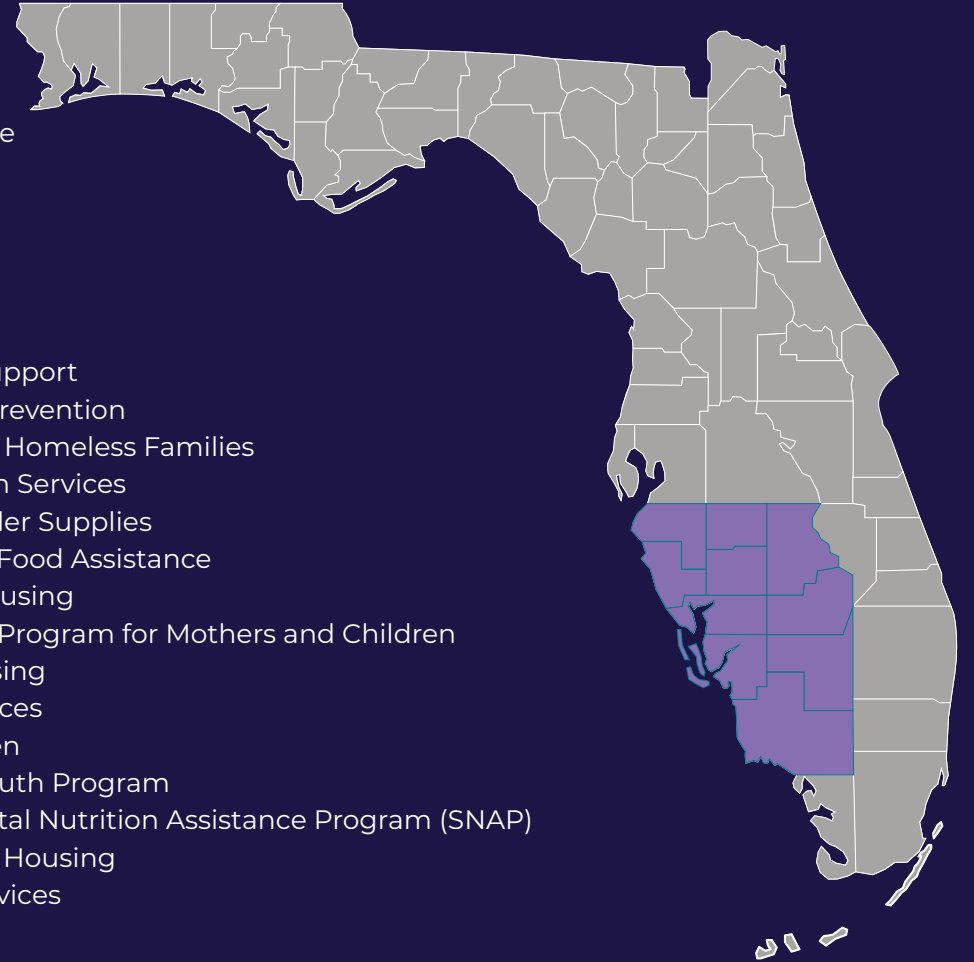 e
upport
revention
Homeless Families
n Services
ler Supplies
Food Assistance
using
Program for Mothers and Children
sing
ces
en
uth Program
tal Nutrition Assistance Program (SNAP)
Housing
vices